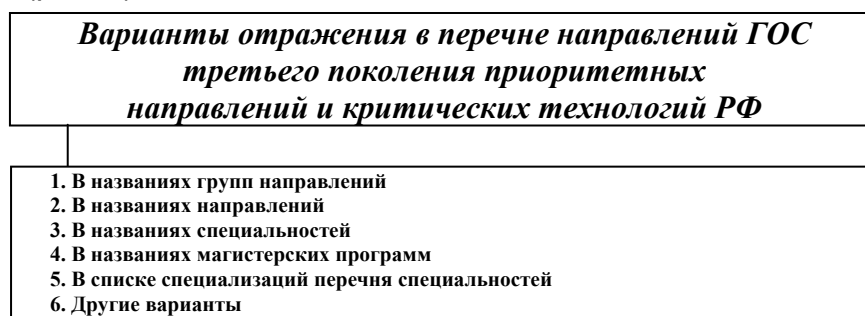 Варианты отражения в перечне направлений ГОС
третьего поколения приоритетных
направлений и критических технологий РФ
1. В названиях групп направлений
2. В названиях направлений
3. В названиях специальностей
4. В названиях магистерских программ
5. В списке специализаций перечня специальностей
6. Другие варианты